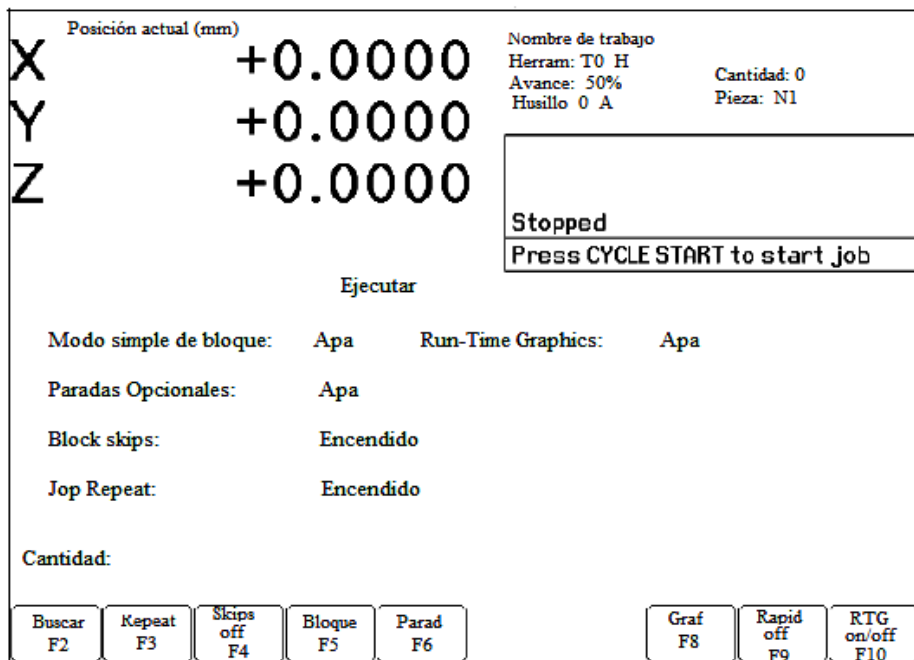 Posición actual (mm)
X +0.0000
Y +0.0000
Z +0.0000
Nombre de trabajo
Herram: T0 H
Avance: 50%
Husillo 0 A
Cantidad: 0
Pieza: N1
Stopped
Press CYCLE START to start job
Ejecutar
Modo simple de bloque: Apa Run-Time Graphics: Apa
Paradas Opcionales: Apa
Block skips: Encendido
Jop Repeat: Encendido
Cantidad:
Buscar
F2
Repeat
F3
Skips
off
F4
Bloque
F5
Parad
F6
Graf
F8
Rapid
off
F9
RTG
on/off
F10